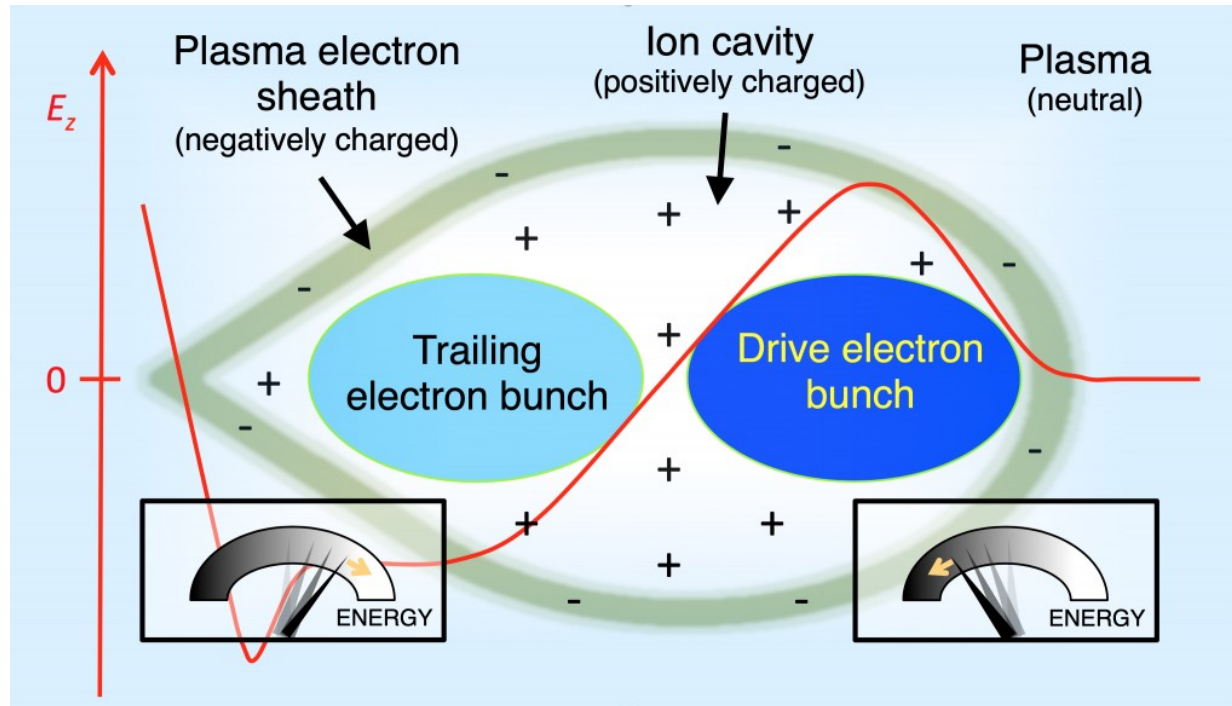 Plasma electron
sheath
(negatively charged)
Ion cavity
(positively charged)
Plasma
(neutral)
E_z
0
Trailing
electron bunch
Drive electron
bunch
ENERGY
ENERGY